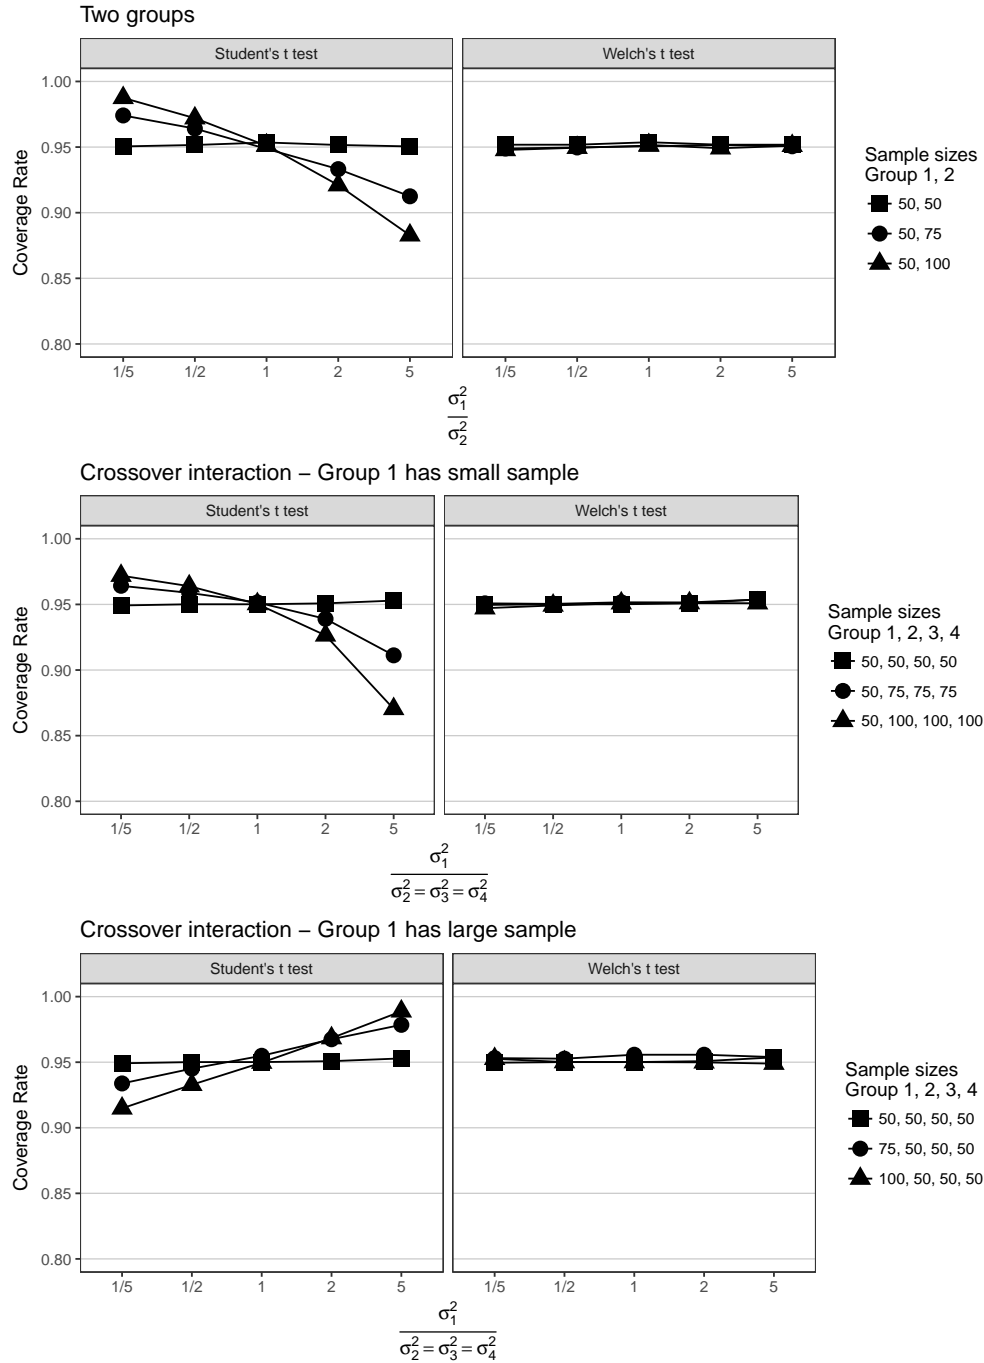 Two groups
Student's t test
Welch's t test
Coverage Rate
1.00
0.95
0.90
0.85
0.80
1/5 1/2 1 2 5
1/5 1/2 1 2 5
σ₁²
σ₂²
Sample sizes
Group 1, 2
50, 50
50, 75
50, 100
Crossover interaction – Group 1 has small sample
Student's t test
Welch's t test
Coverage Rate
1.00
0.95
0.90
0.85
0.80
1/5 1/2 1 2 5
1/5 1/2 1 2 5
σ₁²
σ₂² = σ₃² = σ₄²
Sample sizes
Group 1, 2, 3, 4
50, 50, 50, 50
50, 75, 75, 75
50, 100, 100, 100
Crossover interaction – Group 1 has large sample
Student's t test
Welch's t test
Coverage Rate
1.00
0.95
0.90
0.85
0.80
1/5 1/2 1 2 5
1/5 1/2 1 2 5
σ₁²
σ₂² = σ₃² = σ₄²
Sample sizes
Group 1, 2, 3, 4
50, 50, 50, 50
75, 50, 50, 50
100, 50, 50, 50